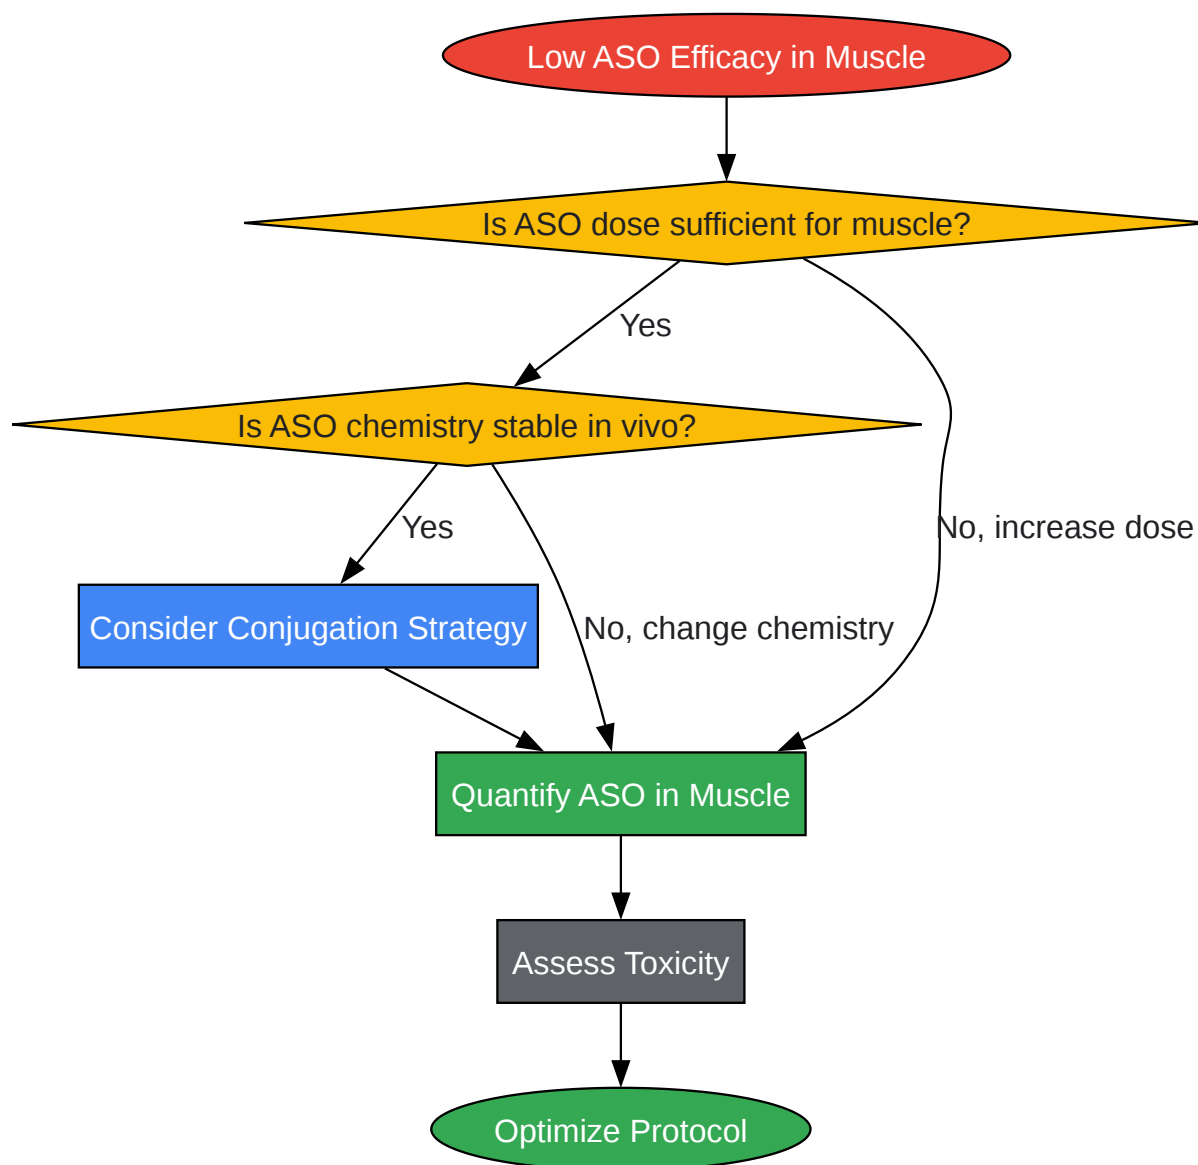 Low ASO Efficacy in Muscle
Is ASO dose sufficient for muscle?
Yes
Is ASO chemistry stable in vivo?
Yes
No, increase dose
Consider Conjugation Strategy
No, change chemistry
Quantify ASO in Muscle
Assess Toxicity
Optimize Protocol